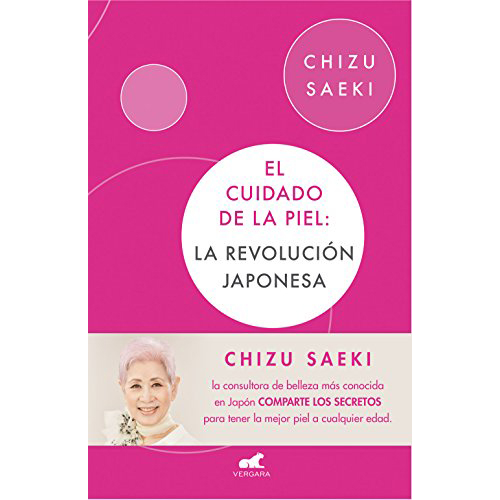 CHIZU
SAEKI
EL
CUIDADO
DE LA PIEL:
LA REVOLUCIÓN
JAPONESA
CHIZU SAEKI
la consultora de belleza más conocida
en Japón COMPARTE LOS SECRETOS
para tener la mejor piel a cualquier edad.
VERGARA